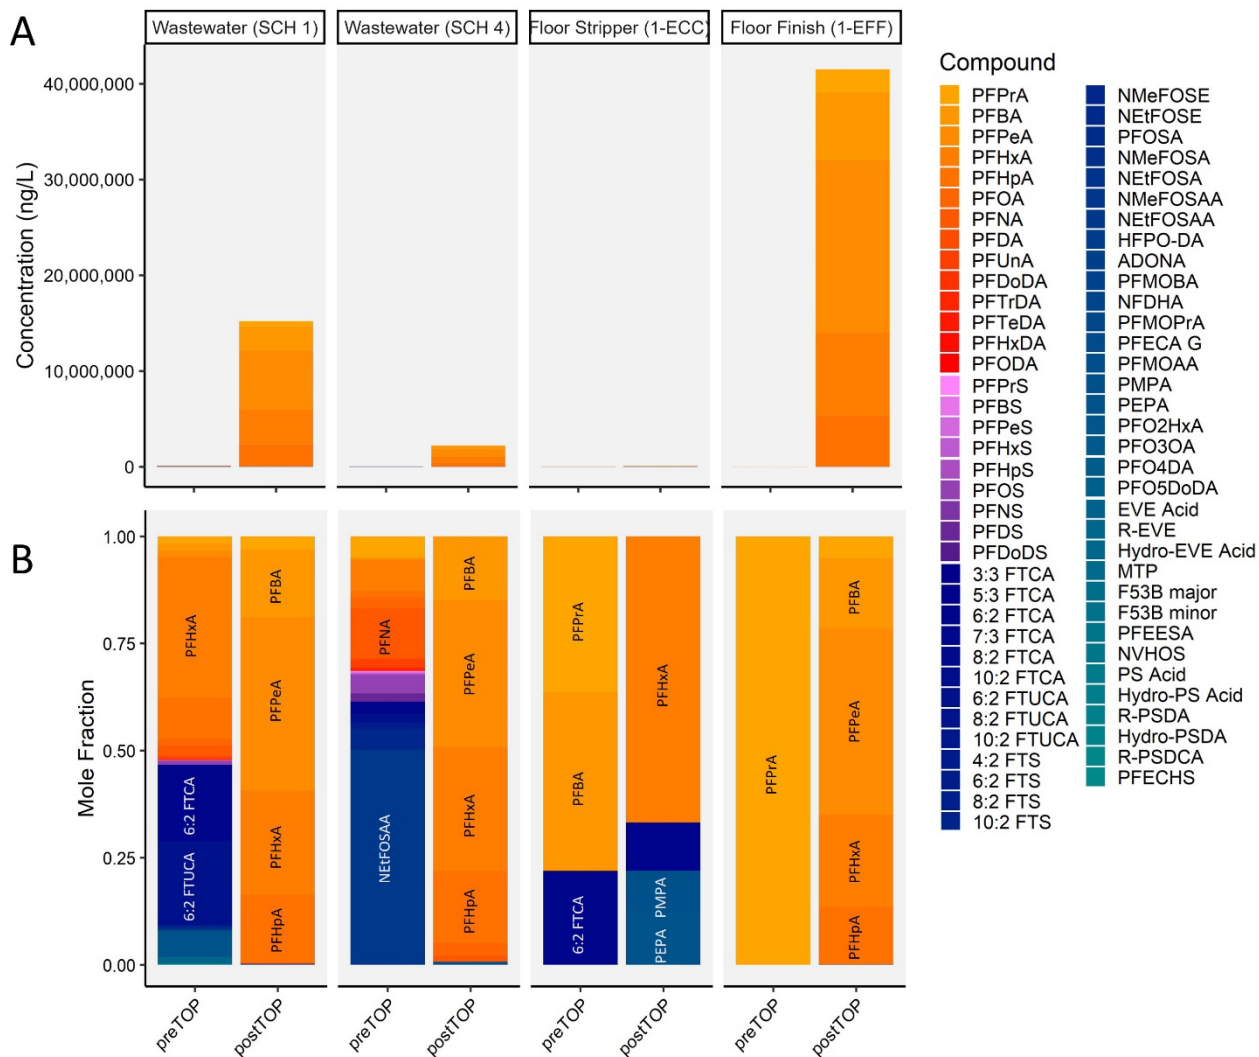 A
Wastewater (SCH 1)
Wastewater (SCH 4)
Floor Stripper (1-ECC)
Floor Finish (1-EFF)
Concentration (ng/L)
40,000,000
30,000,000
20,000,000
10,000,000
0
B
Mole Fraction
1.00
0.75
0.50
0.25
0.00
PFHxA
6:2 FTCA
6:2 FTUCA
PFBA
PFPeA
PFHxA
PFHpA
PFNA
NEtFOSAA
PFBA
PFPeA
PFHxA
PFHpA
PFPrA
PFBA
6:2 FTCA
PFHxA
PEPA PMPA
PFPrA
PFBA
PFPeA
PFHxA
PFHpA
preTOP
postTOP
preTOP
postTOP
preTOP
postTOP
preTOP
postTOP
Compound
PFPrA
PFBA
PFPeA
PFHxA
PFHpA
PFOA
PFNA
PFDA
PFUnA
PFDoDA
PFTrDA
PFTeDA
PFHxDA
PFODA
PFPrS
PFBS
PFPeS
PFHxS
PFHpS
PFOS
PFNS
PFDS
PFDoDS
3:3 FTCA
5:3 FTCA
6:2 FTCA
7:3 FTCA
8:2 FTCA
10:2 FTCA
6:2 FTUCA
8:2 FTUCA
10:2 FTUCA
4:2 FTS
6:2 FTS
8:2 FTS
10:2 FTS
NMeFOSE
NEtFOSE
PFOSA
NMeFOSA
NEtFOSA
NMeFOSAA
NEtFOSAA
HFPO-DA
ADONA
PFMOBA
NFDHA
PFMOPrA
PFECA G
PFMOAA
PMPA
PEPA
PFO2HxA
PFO3OA
PFO4DA
PFO5DoDA
EVE Acid
R-EVE
Hydro-EVE Acid
MTP
F53B major
F53B minor
PFEESA
NVHOS
PS Acid
Hydro-PS Acid
R-PSDA
Hydro-PSDA
R-PSDCA
PFECHS